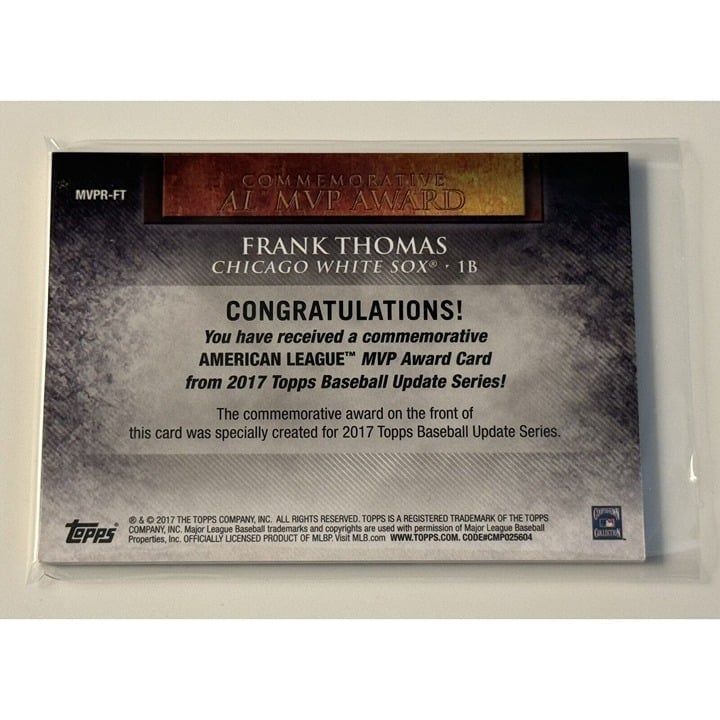 MVPR-FT
COMMEMORATIVE
AL™ MVP AWARD
FRANK THOMAS
CHICAGO WHITE SOX® · 1B
CONGRATULATIONS!
You have received a commemorative
AMERICAN LEAGUE™ MVP Award Card
from 2017 Topps Baseball Update Series!
The commemorative award on the front of
this card was specially created for 2017 Topps Baseball Update Series.
Topps
® & © 2017 THE TOPPS COMPANY, INC. ALL RIGHTS RESERVED. TOPPS IS A REGISTERED TRADEMARK OF THE TOPPS
COMPANY, INC. Major League Baseball trademarks and copyrights are used with permission of Major League Baseball
Properties, Inc. OFFICIALLY LICENSED PRODUCT OF MLBP. Visit MLB.com WWW.TOPPS.COM. CODE#CMP025604
COOPERSTOWN
COLLECTION